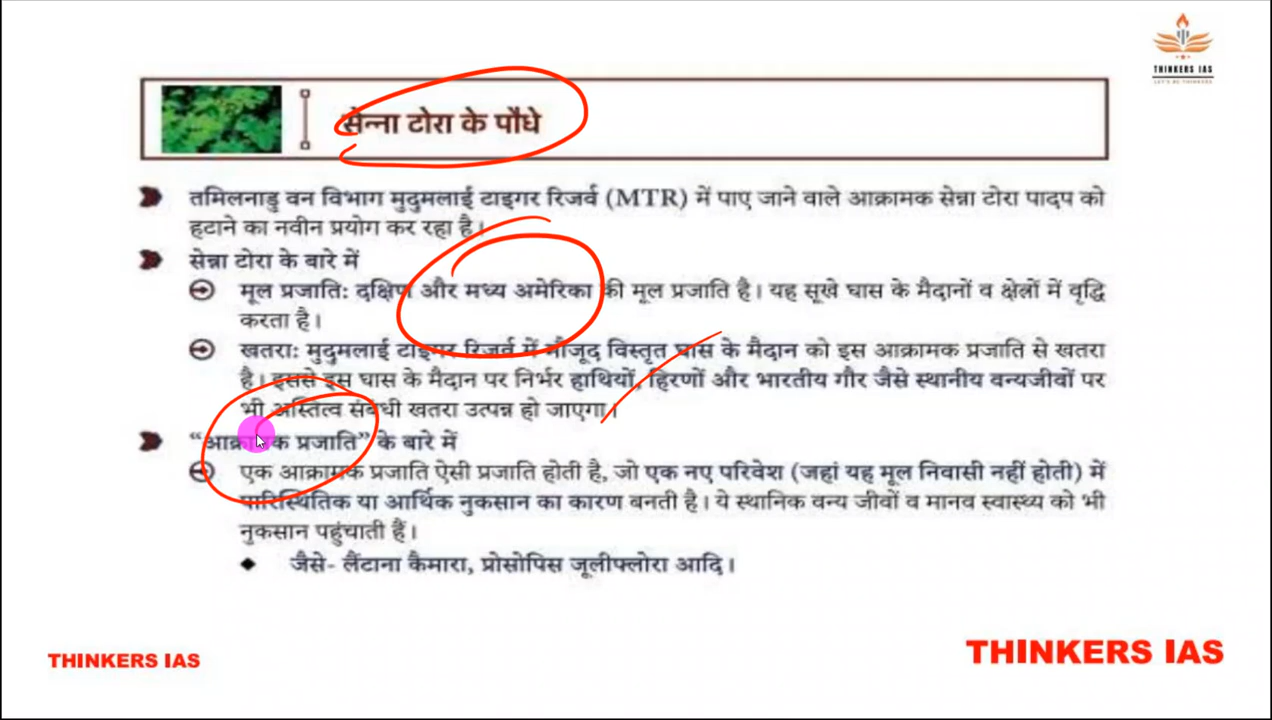 THINKERS IAS
LET'S BE THINKERS
सेन्ना टोरा के पौधे
तमिलनाडु वन विभाग मुदुमलाई टाइगर रिजर्व (MTR) में पाए जाने वाले आक्रामक सेन्ना टोरा पादप को
हटाने का नवीन प्रयोग कर रहा है।
सेन्ना टोरा के बारे में
मूल प्रजाति: दक्षिण और मध्य अमेरिका की मूल प्रजाति है। यह सूखे घास के मैदानों व क्षेत्रों में वृद्धि
करता है।
खतरा: मुदुमलाई टाइगर रिजर्व में मौजूद विस्तृत घास के मैदान को इस आक्रामक प्रजाति से खतरा
है। इससे इस घास के मैदान पर निर्भर हाथियों, हिरणों और भारतीय गौर जैसे स्थानीय वन्यजीवों पर
भी अस्तित्व संबंधी खतरा उत्पन्न हो जाएगा।
“आक्रामक प्रजाति” के बारे में
एक आक्रामक प्रजाति ऐसी प्रजाति होती है, जो एक नए परिवेश (जहां यह मूल निवासी नहीं होती) में
पारिस्थितिक या आर्थिक नुकसान का कारण बनती है। ये स्थानिक वन्य जीवों व मानव स्वास्थ्य को भी
नुकसान पहुंचाती हैं।
जैसे- लैंटाना कैमारा, प्रोसोपिस जूलीफ्लोरा आदि।
THINKERS IAS
THINKERS IAS